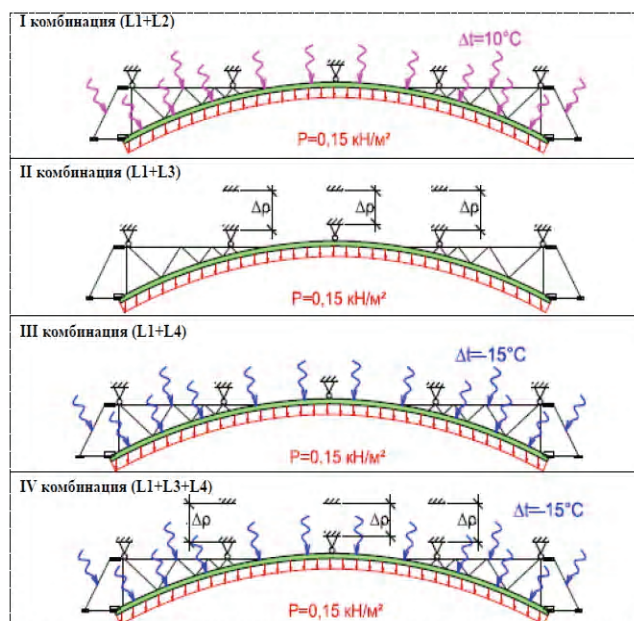 I комбинация (L1+L2)
Δt=10°C
P=0,15 кН/м²
II комбинация (L1+L3)
Δρ Δρ Δρ
P=0,15 кН/м²
III комбинация (L1+L4)
Δt=-15°C
P=0.15 кН/м²
IV комбинация (L1+L3+L4)
Δt=-15°C
Δρ Δρ Δρ
P=0,15 кН/м²